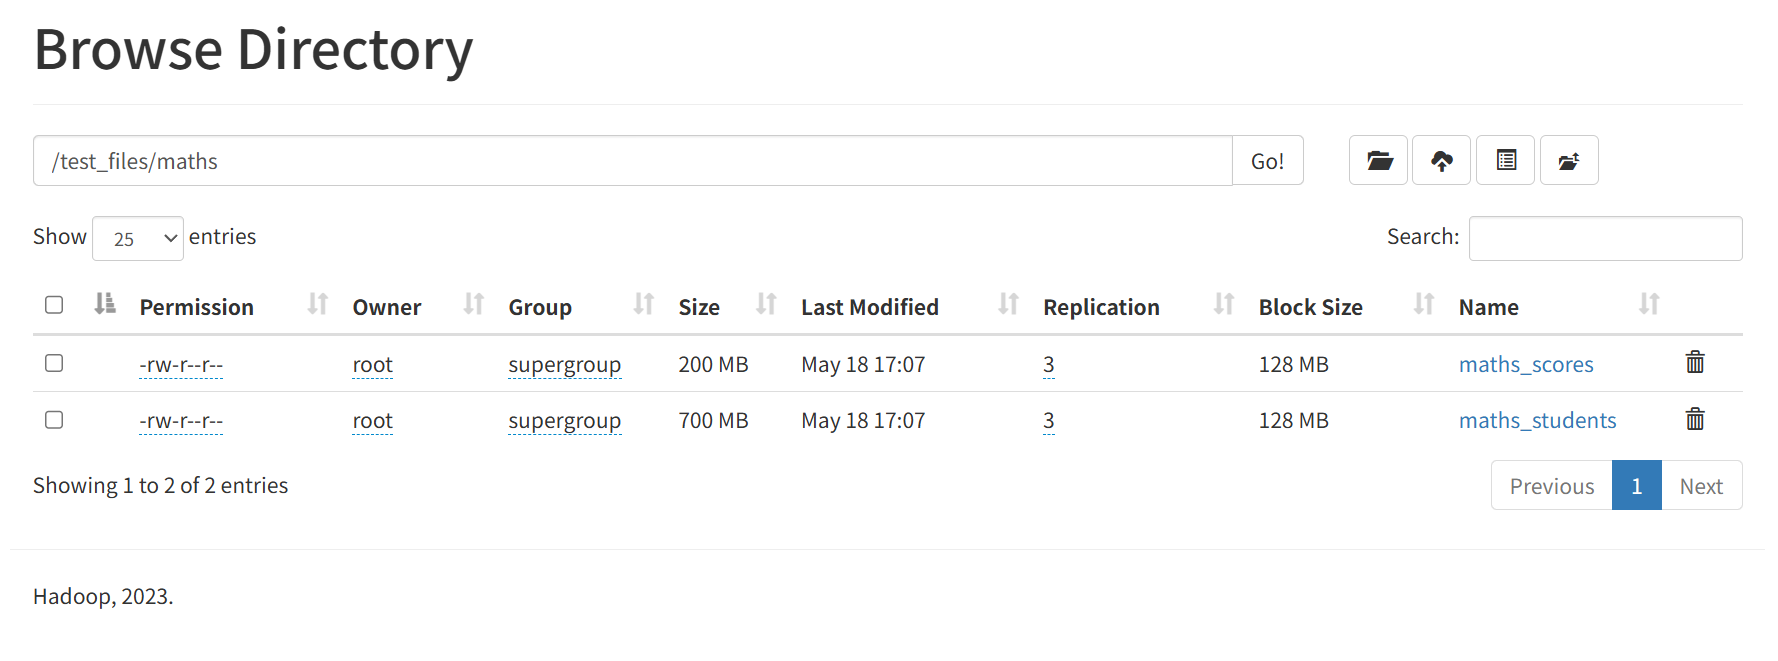 Browse Directory
/test_files/maths Go!
Show 25 entries Search:
Permission Owner Group Size Last Modified Replication Block Size Name
-rw-r--r-- root supergroup 200 MB May 18 17:07 3 128 MB maths_scores
-rw-r--r-- root supergroup 700 MB May 18 17:07 3 128 MB maths_students
Showing 1 to 2 of 2 entries Previous 1 Next
Hadoop, 2023.